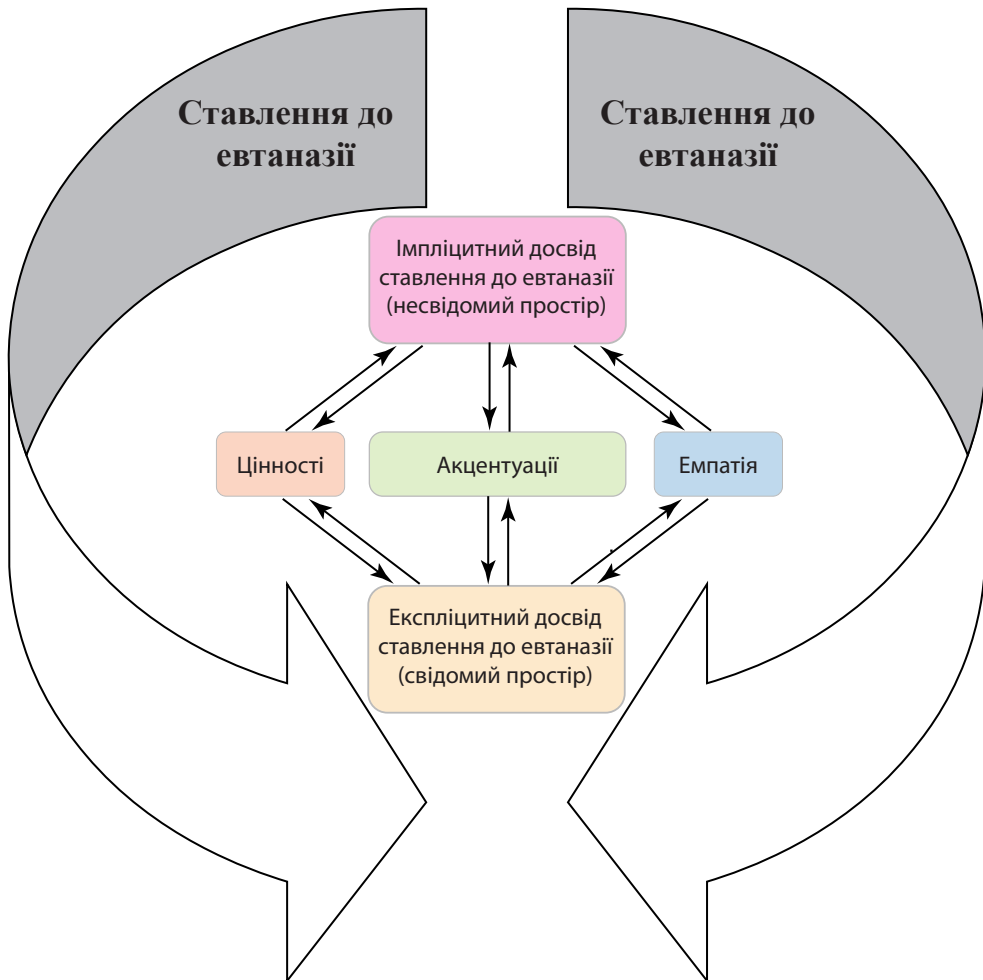 Ставлення до
евтаназії
Ставлення до
евтаназії
Імпліцитний досвід
ставлення до евтаназії
(несвідомий простір)
Цінності
Акцентуації
Емпатія
Експліцитний досвід
ставлення до евтаназії
(свідомий простір)